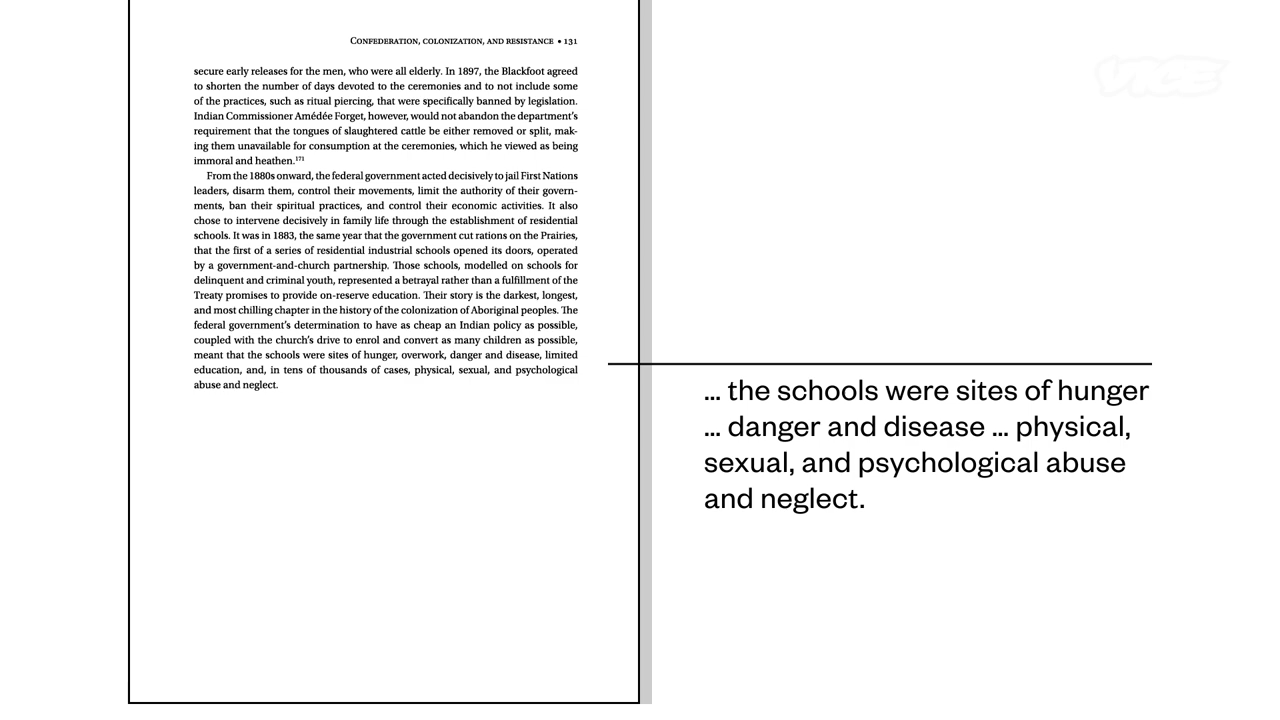 CONFEDERATION, COLONIZATION, AND RESISTANCE • 131
secure early releases for the men, who were all elderly. In 1897, the Blackfoot agreed
to shorten the number of days devoted to the ceremonies and to not include some
of the practices, such as ritual piercing, that were specifically banned by legislation.
Indian Commissioner Amédée Forget, however, would not abandon the department's
requirement that the tongues of slaughtered cattle be either removed or split, mak-
ing them unavailable for consumption at the ceremonies, which he viewed as being
immoral and heathen.171
From the 1880s onward, the federal government acted decisively to jail First Nations
leaders, disarm them, control their movements, limit the authority of their govern-
ments, ban their spiritual practices, and control their economic activities. It also
chose to intervene decisively in family life through the establishment of residential
schools. It was in 1883, the same year that the government cut rations on the Prairies,
that the first of a series of residential industrial schools opened its doors, operated
by a government-and-church partnership. Those schools, modelled on schools for
delinquent and criminal youth, represented a betrayal rather than a fulfillment of the
Treaty promises to provide on-reserve education. Their story is the darkest, longest,
and most chilling chapter in the history of the colonization of Aboriginal peoples. The
federal government's determination to have as cheap an Indian policy as possible,
coupled with the church's drive to enrol and convert as many children as possible,
meant that the schools were sites of hunger, overwork, danger and disease, limited
education, and, in tens of thousands of cases, physical, sexual, and psychological
abuse and neglect.
... the schools were sites of hunger
... danger and disease ... physical,
sexual, and psychological abuse
and neglect.
VICE